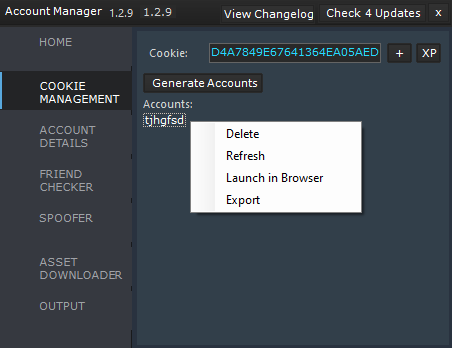 Account Manager 1.2.9 1.2.9 View Changelog Check 4 Updates x
HOME
COOKIE
MANAGEMENT
ACCOUNT
DETAILS
FRIEND
CHECKER
SPOOFER
ASSET
DOWNLOADER
OUTPUT
Cookie: D4A7849E67641364EA05AED + XP
Generate Accounts
Accounts:
tjhgfsd
Delete
Refresh
Launch in Browser
Export